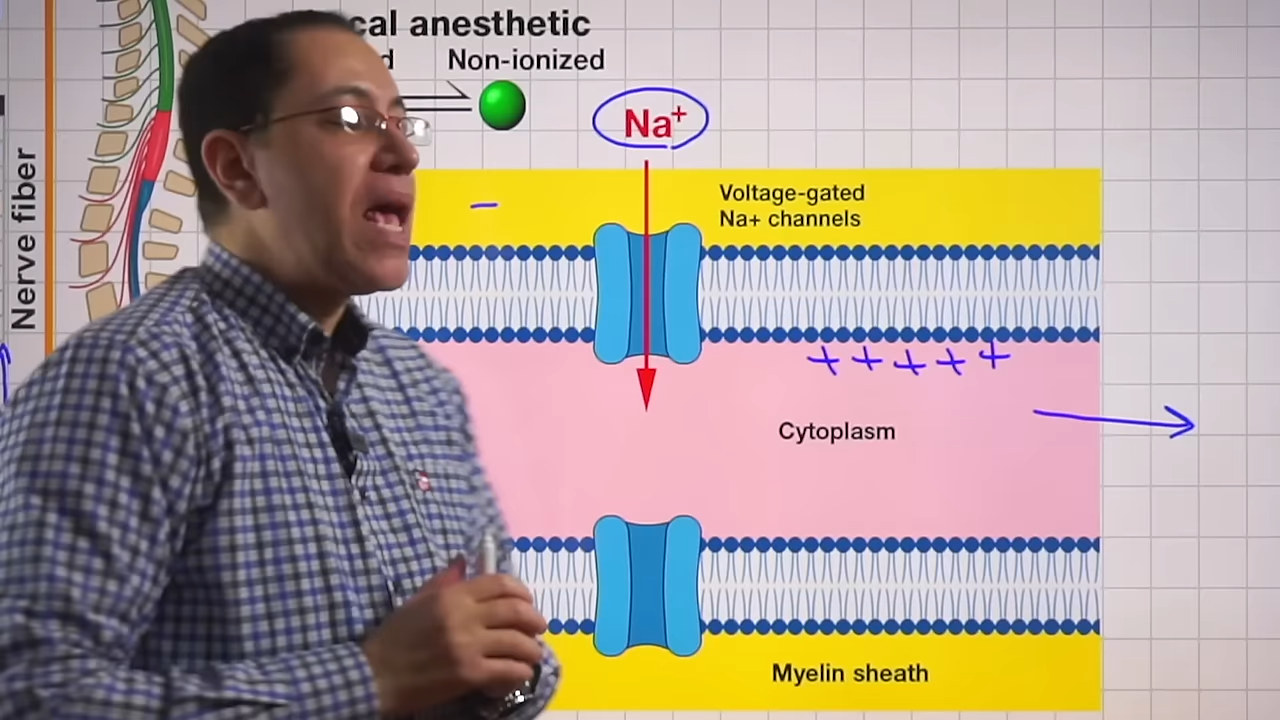 cal anesthetic
d Non-ionized
Na+
Voltage-gated
Na+ channels
Nerve fiber
Cytoplasm
Myelin sheath